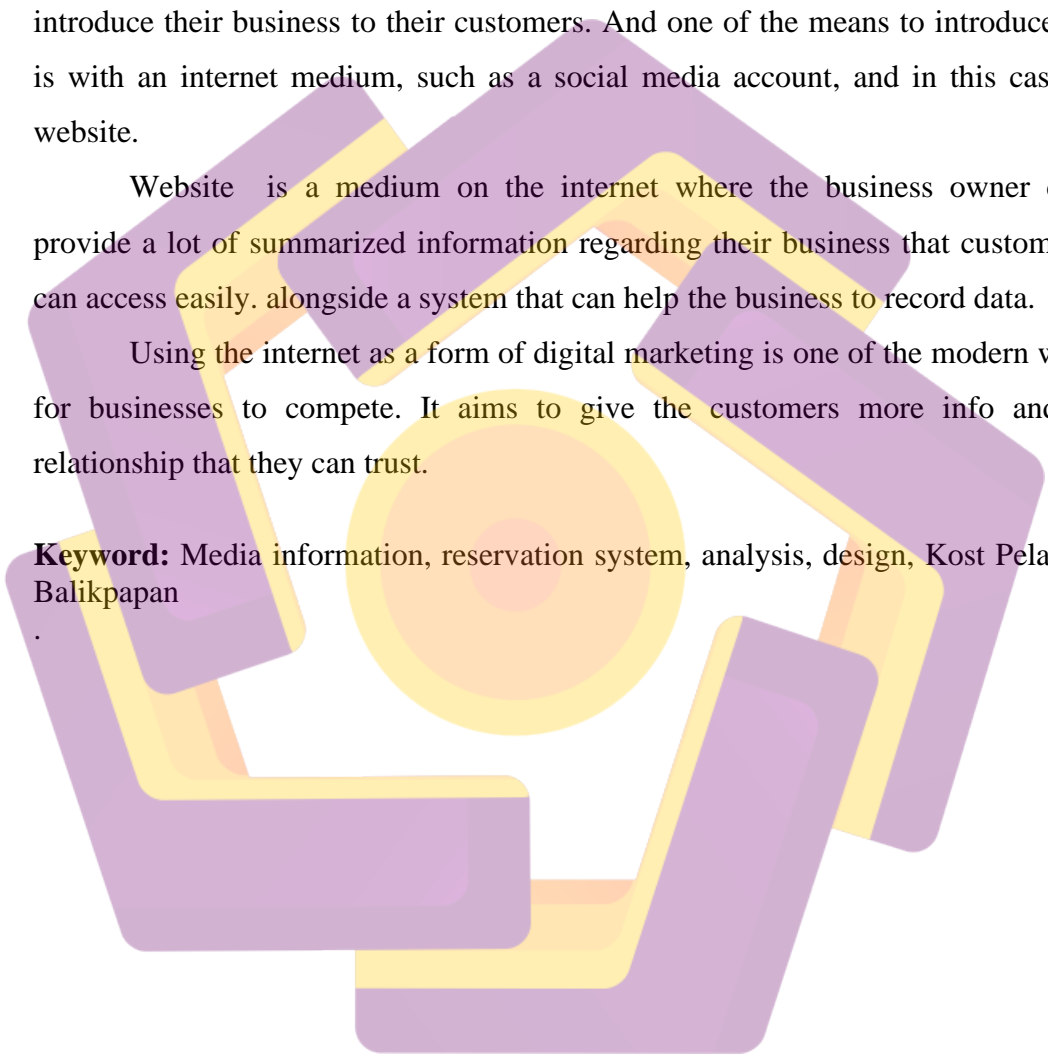 introduce their business to their customers. And one of the means to introduce
is with an internet medium, such as a social media account, and in this cas
website.
Website is a medium on the internet where the business owner
provide a lot of summarized information regarding their business that custom
can access easily. alongside a system that can help the business to record data.
Using the internet as a form of digital marketing is one of the modern w
for businesses to compete. It aims to give the customers more info and
relationship that they can trust.
Keyword: Media information, reservation system, analysis, design, Kost Pela
Balikpapan
.